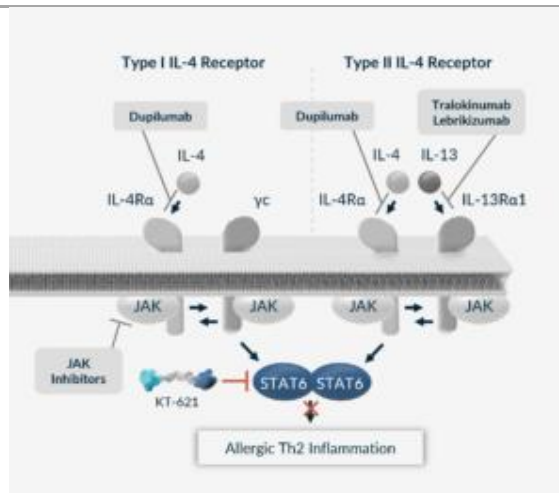 Type I IL-4 Receptor
Type II IL-4 Receptor
Dupilumab
Dupilumab
Tralokinumab
Lebrikizumab
IL-4
IL-4
IL-13
IL-4Rα
γc
IL-4Rα
IL-13Rα1
JAK
JAK
JAK
JAK
JAK
Inhibitors
KT-621
STAT6
STAT6
Allergic Th2 Inflammation